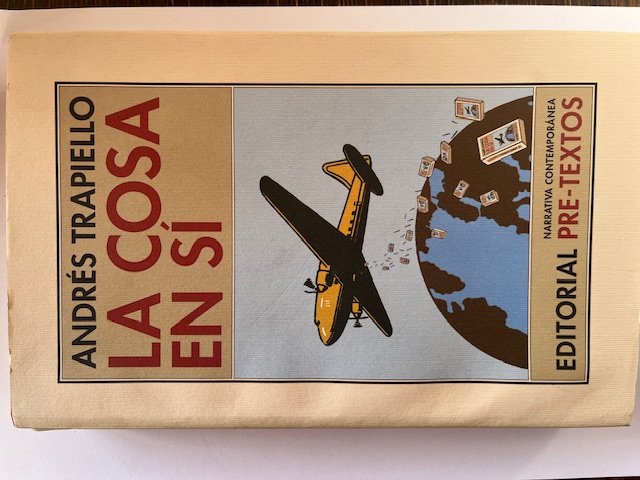 ANDRÉS TRAPIELLO
LA COSA
EN SÍ
NARRATIVA CONTEMPORÁNEA
EDITORIAL PRE-TEXTOS